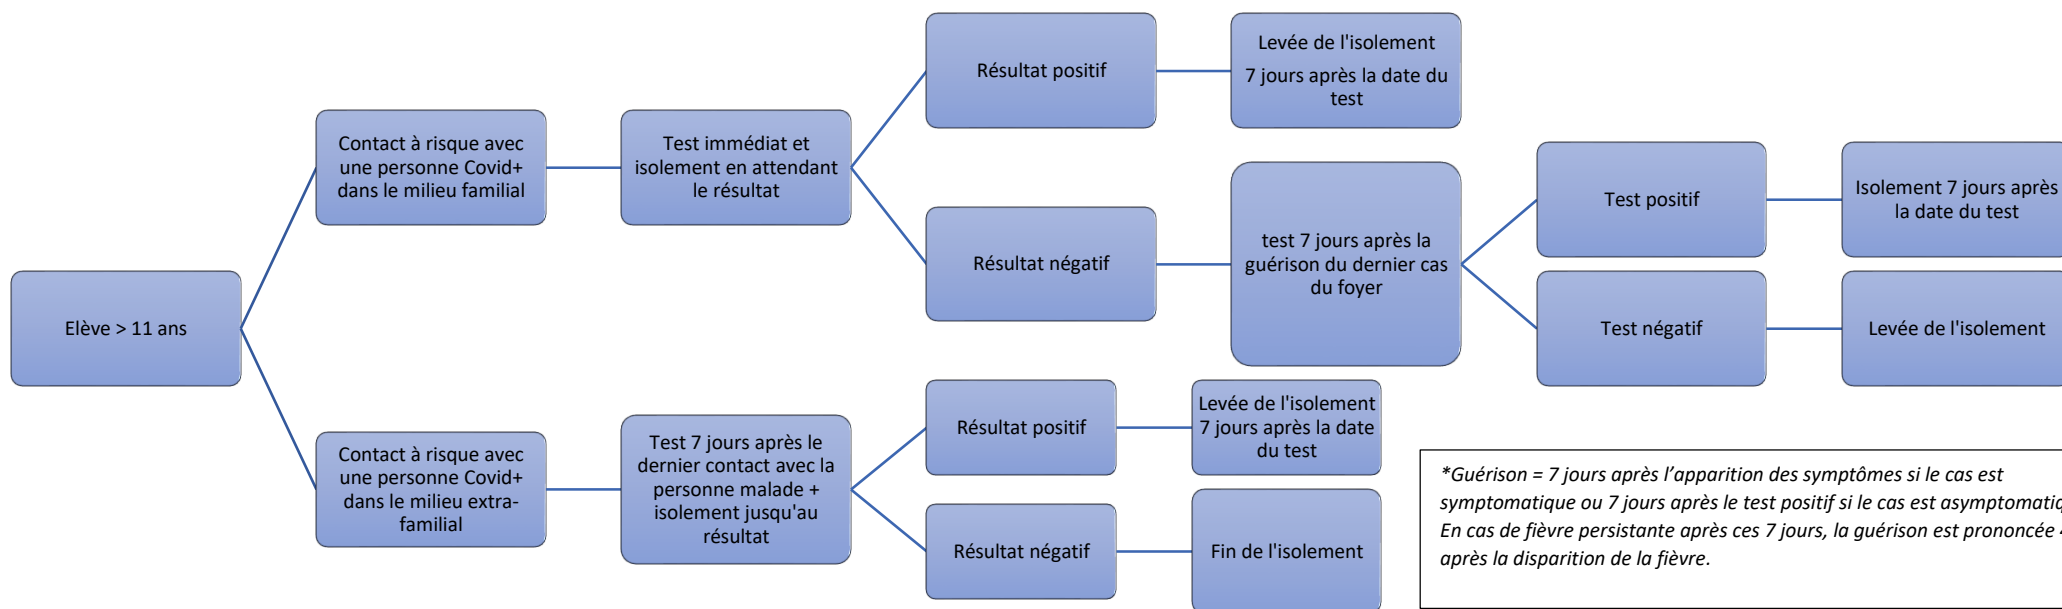 Elève > 11 ans
Contact à risque avec
une personne Covid+
dans le milieu familial
Test immédiat et
isolement en attendant
le résultat
Résultat positif
Levée de l'isolement
7 jours après la date du
test
Résultat négatif
test 7 jours après la
guérison du dernier cas
du foyer
Test positif
Isolement 7 jours après
la date du test
Test négatif
Levée de l'isolement
Contact à risque avec
une personne Covid+
dans le milieu extra-
familial
Test 7 jours après le
dernier contact avec la
personne malade +
isolement jusqu'au
résultat
Résultat positif
Levée de l'isolement
7 jours après la date
du test
Résultat négatif
Fin de l'isolement
*Guérison = 7 jours après l’apparition des symptômes si le cas est
symptomatique ou 7 jours après le test positif si le cas est
En cas de fièvre persistante après ces 7 jours, la guérison est prononcée
après la disparition de la fièvre.